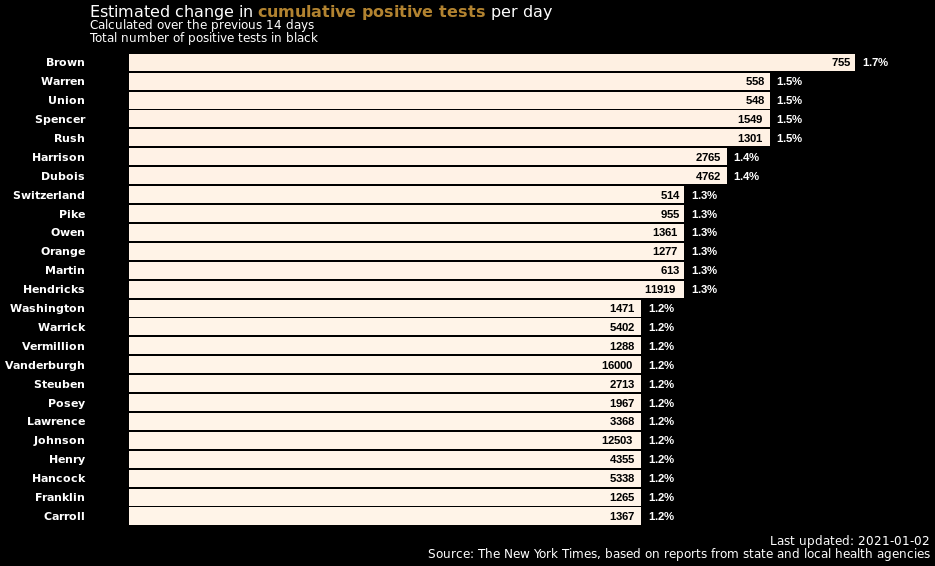 Estimated change in cumulative positive tests per day
Calculated over the previous 14 days
Total number of positive tests in black
Brown 755 1.7%
Warren 558 1.5%
Union 548 1.5%
Spencer 1549 1.5%
Rush 1301 1.5%
Harrison 2765 1.4%
Dubois 4762 1.4%
Switzerland 514 1.3%
Pike 955 1.3%
Owen 1361 1.3%
Orange 1277 1.3%
Martin 613 1.3%
Hendricks 11919 1.3%
Washington 1471 1.2%
Warrick 5402 1.2%
Vermillion 1288 1.2%
Vanderburgh 16000 1.2%
Steuben 2713 1.2%
Posey 1967 1.2%
Lawrence 3368 1.2%
Johnson 12503 1.2%
Henry 4355 1.2%
Hancock 5338 1.2%
Franklin 1265 1.2%
Carroll 1367 1.2%
Last updated: 2021-01-02
Source: The New York Times, based on reports from state and local health agencies